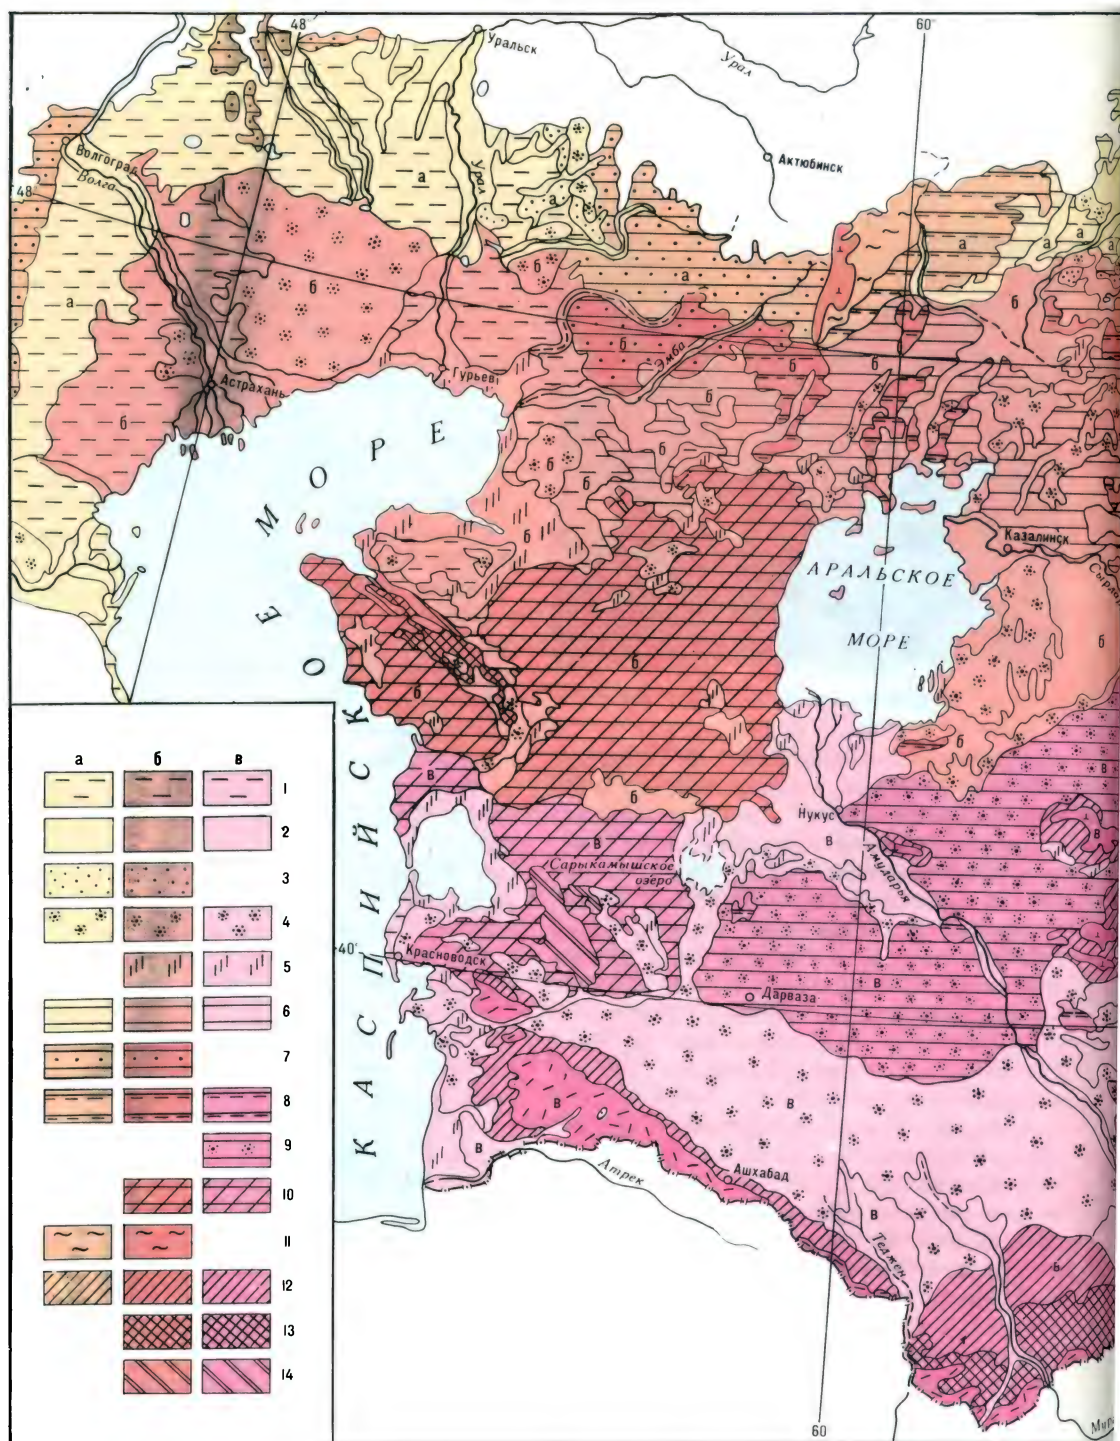 48°
60°
Уральск
Урал
Актюбинск
Волгоград
Волга
Урал
48°
а
а
а
а
а
а
а
а
б
б
б
б
б
б
б
Эмба
Гурьев
Астрахань
б
б
б
б
б
МОРЕ
Казалинск
АРАЛЬСКОЕ
МОРЕ
б
б
б
б
б
КАСПИЙСКОЕ
в
в
в
Нукус
в
в
Сарыкамышское
озеро
Амударья
40°
Красноводск
Дарваза
в
в
в
в
Атрек
Ашхабад
в
Теджен
в
60
а б в
1
2
3
4
5
6
7
8
9
10
11
12
13
14